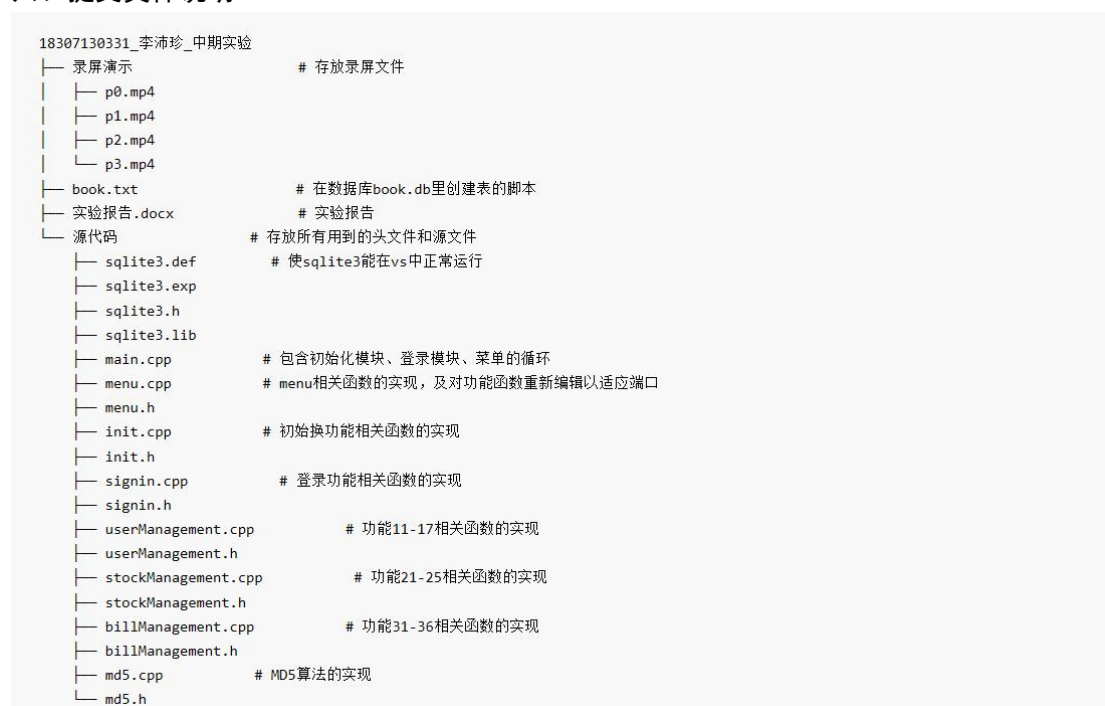 18307130331_李沛珍_中期实验
├── 录屏演示 # 存放录屏文件
│ ├── p0.mp4
│ ├── p1.mp4
│ ├── p2.mp4
│ └── p3.mp4
├── book.txt # 在数据库book.db里创建表的脚本
├── 实验报告.docx # 实验报告
└── 源代码 # 存放所有用到的头文件和源文件
├── sqlite3.def # 使sqlite3能在vs中正常运行
├── sqlite3.exp
├── sqlite3.h
├── sqlite3.lib
├── main.cpp # 包含初始化模块、登录模块、菜单的循环
├── menu.cpp # menu相关函数的实现，及对功能函数重新编辑以适应端口
├── menu.h
├── init.cpp # 初始换功能相关函数的实现
├── init.h
├── signin.cpp # 登录功能相关函数的实现
├── signin.h
├── userManagement.cpp # 功能11-17相关函数的实现
├── userManagement.h
├── stockManagement.cpp # 功能21-25相关函数的实现
├── stockManagement.h
├── billManagement.cpp # 功能31-36相关函数的实现
├── billManagement.h
├── md5.cpp # MD5算法的实现
└── md5.h